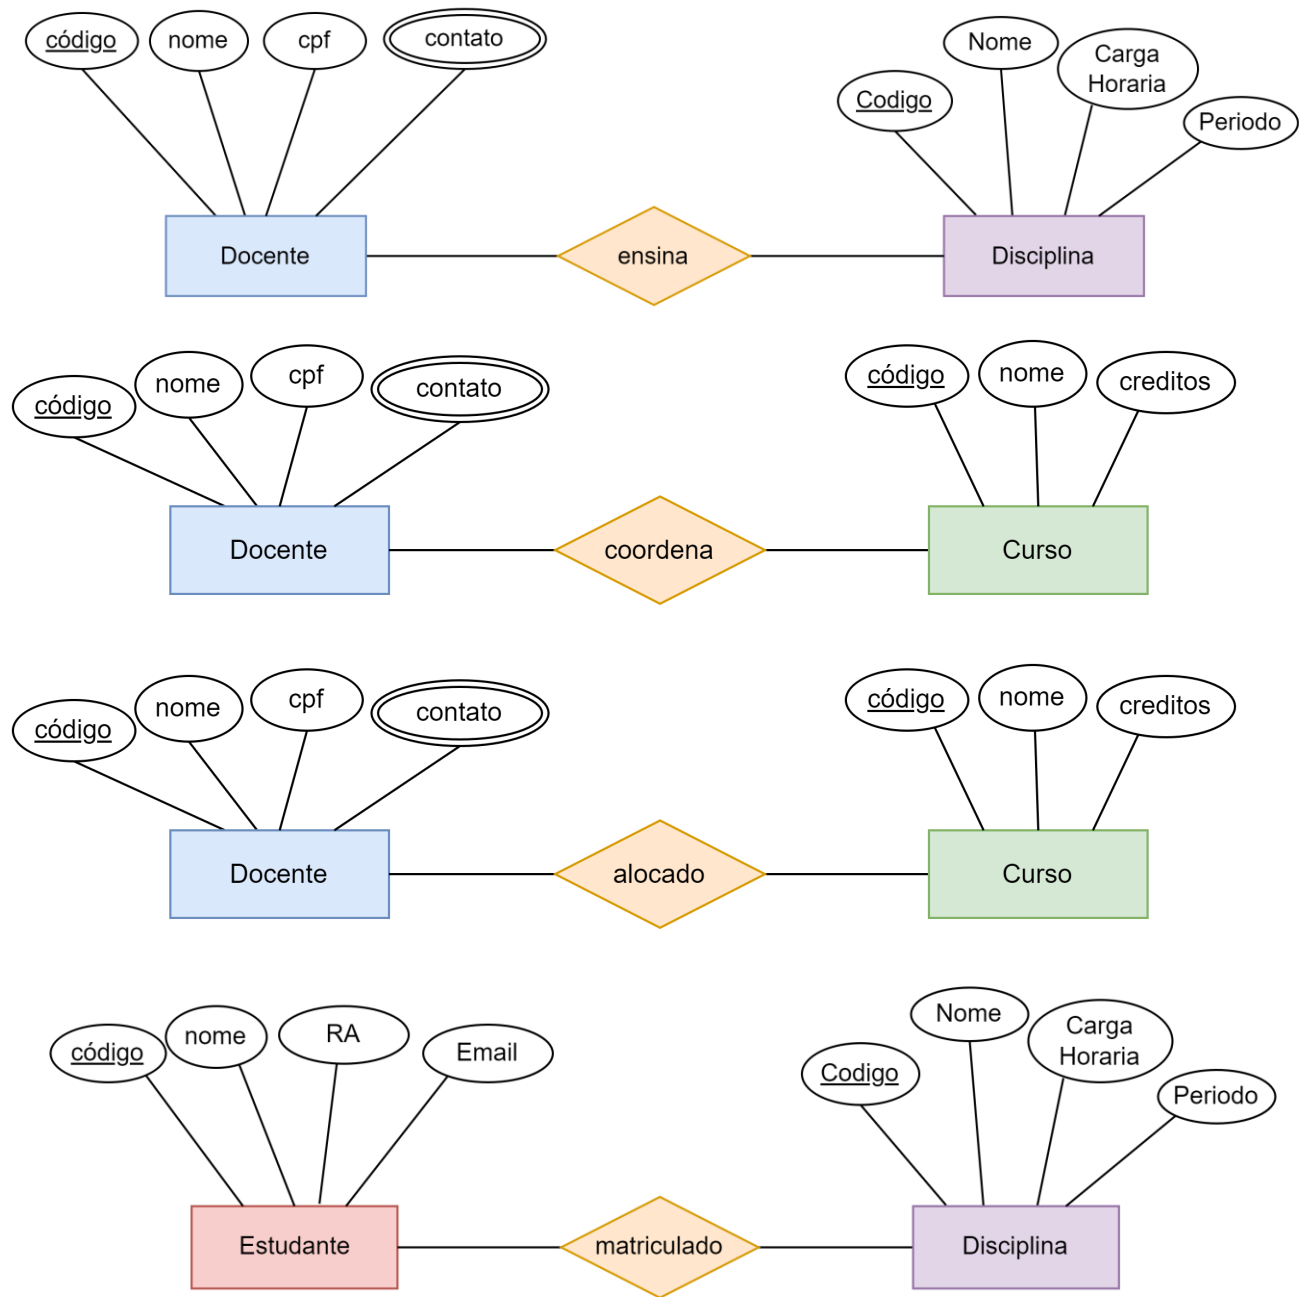 código
nome
cpf
contato
Nome
Carga
Horaria
Codigo
Periodo
Docente
ensina
Disciplina
código
nome
cpf
contato
código
nome
creditos
Docente
coordena
Curso
código
nome
cpf
contato
código
nome
creditos
Docente
alocado
Curso
código
nome
RA
Email
Nome
Carga
Horaria
Codigo
Periodo
Estudante
matriculado
Disciplina